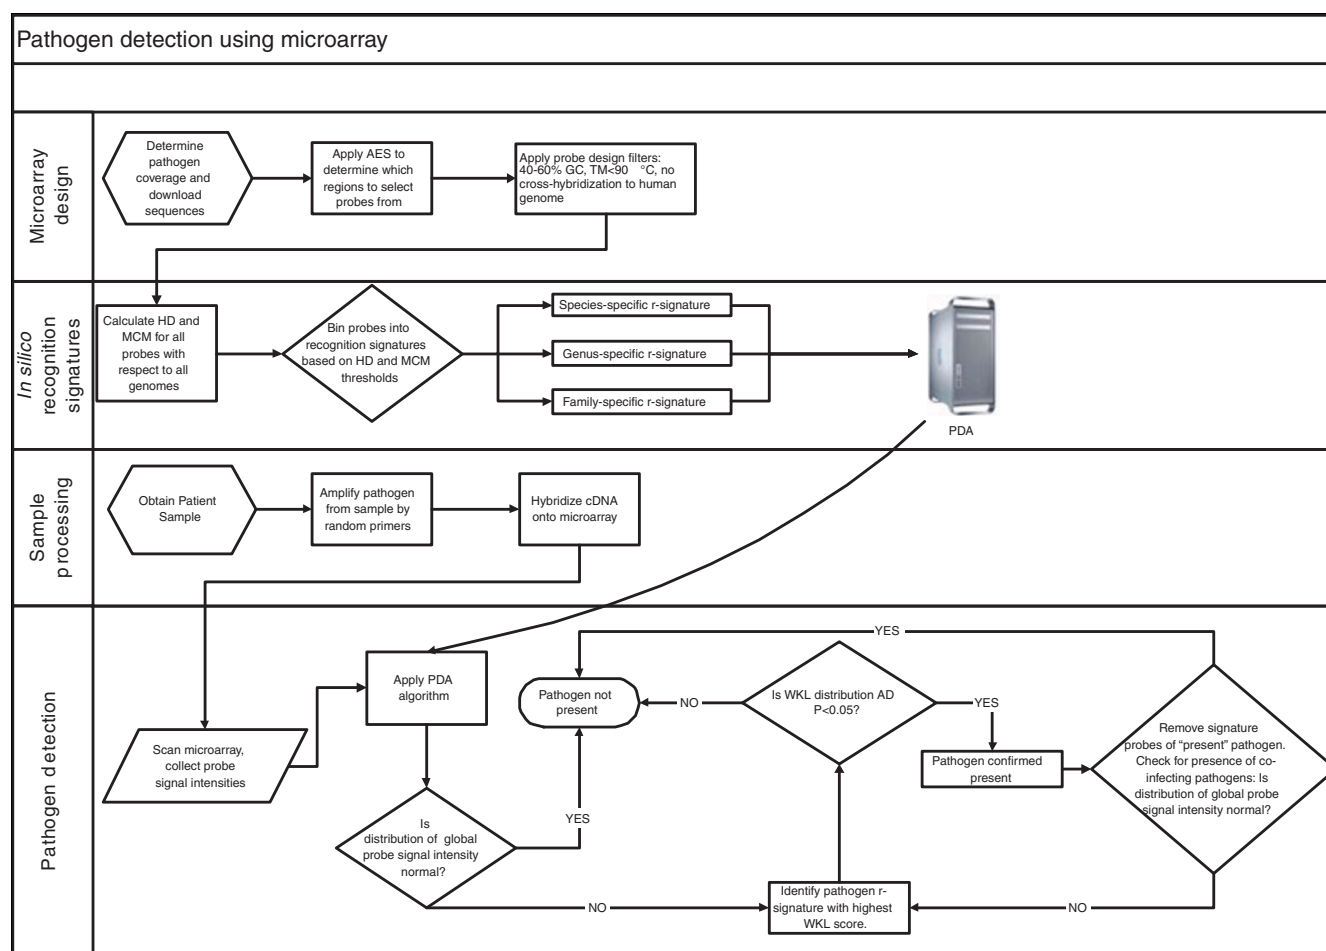 Pathogen detection using microarray
Microarray
design
Determine
pathogen
coverage and
download
sequences
Apply AES to
determine which
regions to select
probes from
Apply probe design filters:
40-60% GC, TM<90 °C, no
cross-hybridization to human
genome
In silico
recognition
signatures
Calculate HD and
MCM for all
probes with
respect to all
genomes
Bin probes into
recognition signatures
based on HD and MCM
thresholds
Species-specific r-signature
Genus-specific r-signature
Family-specific r-signature
PDA
Sample
processing
Obtain Patient
Sample
Amplify pathogen
from sample by
random primers
Hybridize cDNA
onto microarray
Pathogen detection
Scan microarray,
collect probe
signal intensities
Apply PDA
algorithm
Is
distribution of global
probe signal intensity
normal?
YES
NO
Pathogen not
present
NO
Is WKL distribution AD
P<0.05?
YES
Pathogen confirmed
present
YES
Remove signature
probes of "present" pathogen.
Check for presence of co-
infecting pathogens: Is
distribution of global probe
signal intensity normal?
NO
Identify pathogen r-
signature with highest
WKL score.